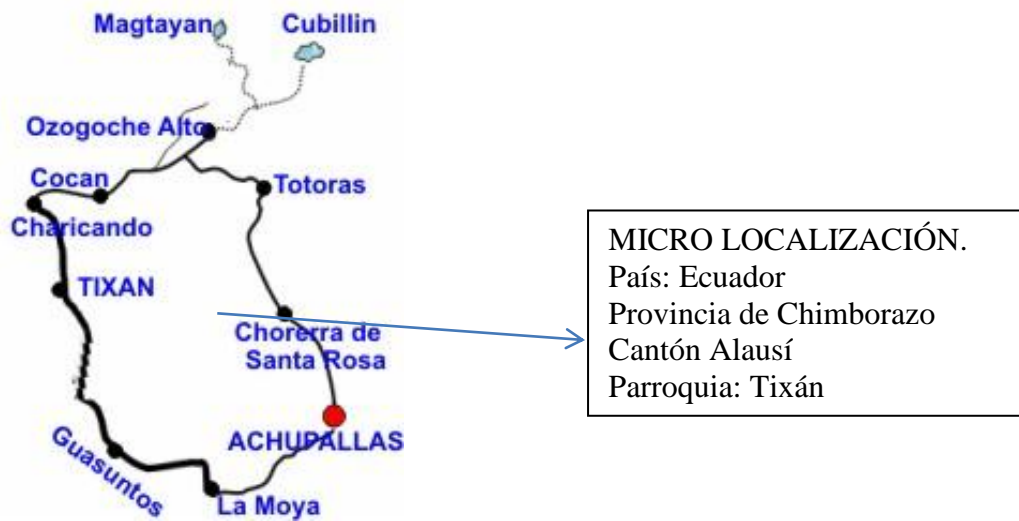 Magtayan
Cubillin
Ozogoche Alto
Cocan
Totoras
Charicando
TIXAN
Chorerra de
Santa Rosa
ACHUPALLAS
Guasuntos
La Moya
MICRO LOCALIZACIÓN.
País: Ecuador
Provincia de Chimborazo
Cantón Alausí
Parroquia: Tixán